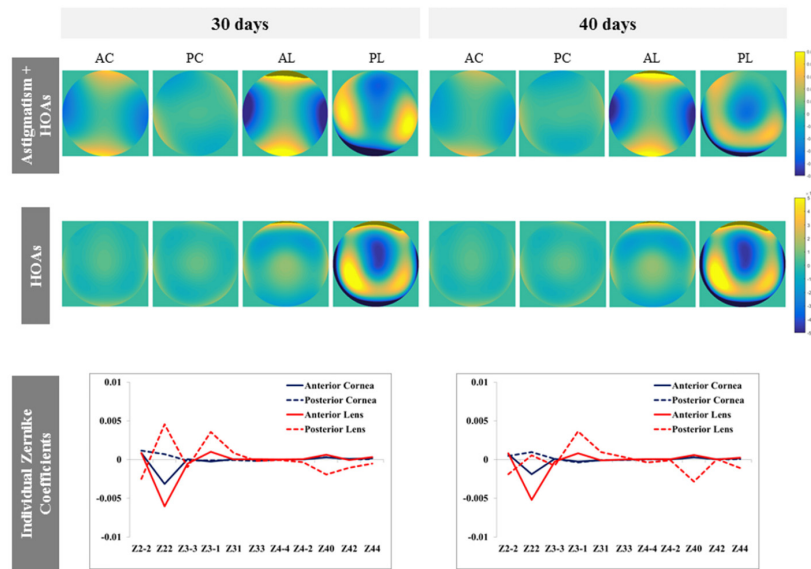 30 days
40 days
AC PC AL PL AC PC AL PL
Astigmatism +
HOAs
HOAs
Individual Zernike
Coefficients
0.01
0.005
0
-0.005
-0.01
Anterior Cornea
Posterior Cornea
Anterior Lens
Posterior Lens
Z2-2 Z22 Z3-3 Z3-1 Z31 Z33 Z4-4 Z4-2 Z40 Z42 Z44
0.01
0.005
0
-0.005
-0.01
Anterior Cornea
Posterior Cornea
Anterior Lens
Posterior Lens
Z2-2 Z22 Z3-3 Z3-1 Z31 Z33 Z4-4 Z4-2 Z40 Z42 Z44